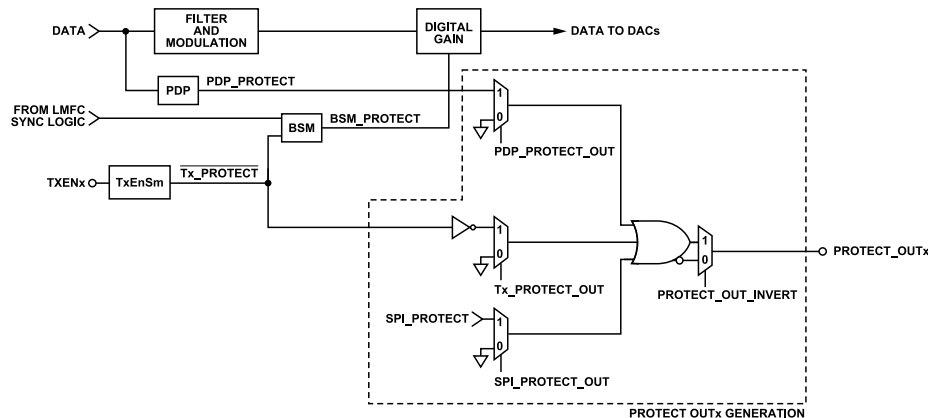 FILTER
AND
MODULATION
DIGITAL
GAIN
DATA
DATA TO DACs
PDP
PDP_PROTECT
1
0
FROM LMFC
SYNC LOGIC
BSM
BSM_PROTECT
PDP_PROTECT_OUT
TXENx
TxEnSm
Tx_PROTECT
1
0
1
0
PROTECT_OUTx
Tx_PROTECT_OUT
PROTECT_OUT_INVERT
SPI_PROTECT
1
0
SPI_PROTECT_OUT
PROTECT OUTx GENERATION